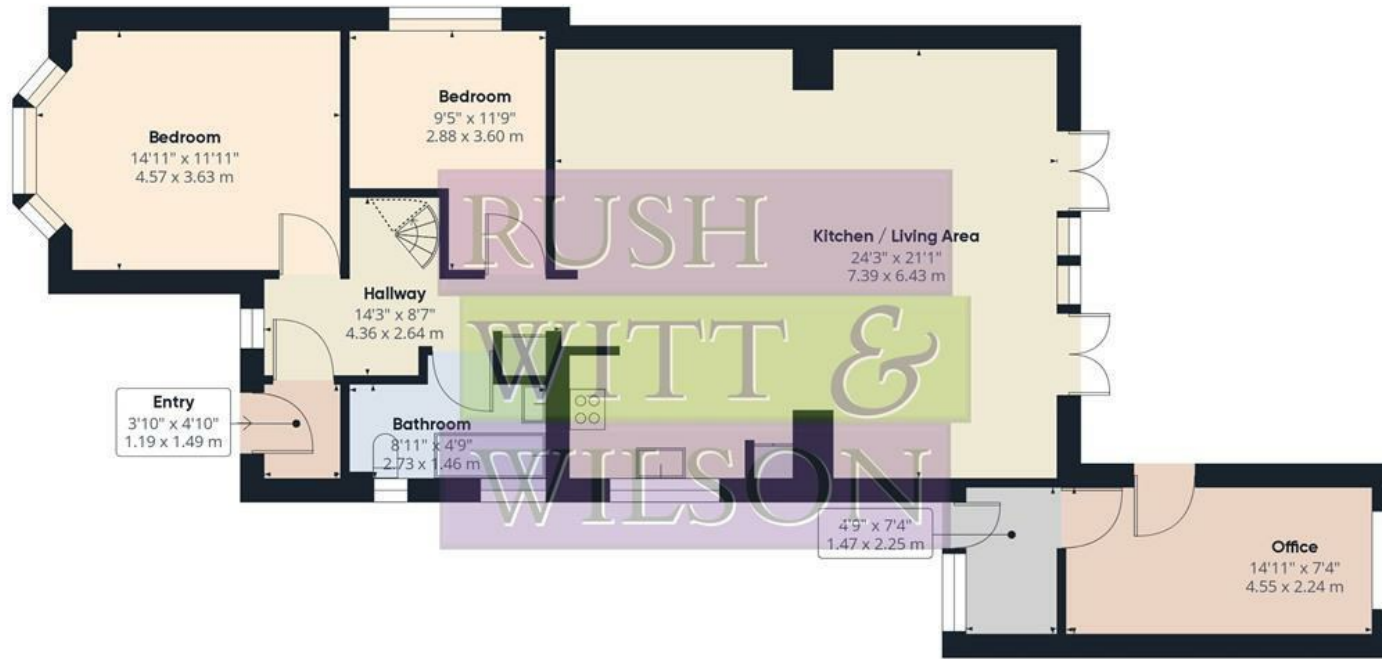 Bedroom
14'11" x 11'11"
4.57 x 3.63 m
Bedroom
9'5" x 11'9"
2.88 x 3.60 m
Kitchen / Living Area
24'3" x 21'1"
7.39 x 6.43 m
Hallway
14'3" x 8'7"
4.36 x 2.64 m
Entry
3'10" x 4'10"
1.19 x 1.49 m
Bathroom
8'11" x 4'9"
2.73 x 1.46 m
4'9" x 7'4"
1.47 x 2.25 m
Office
14'11" x 7'4"
4.55 x 2.24 m
RUSH
WITT &
WILSON